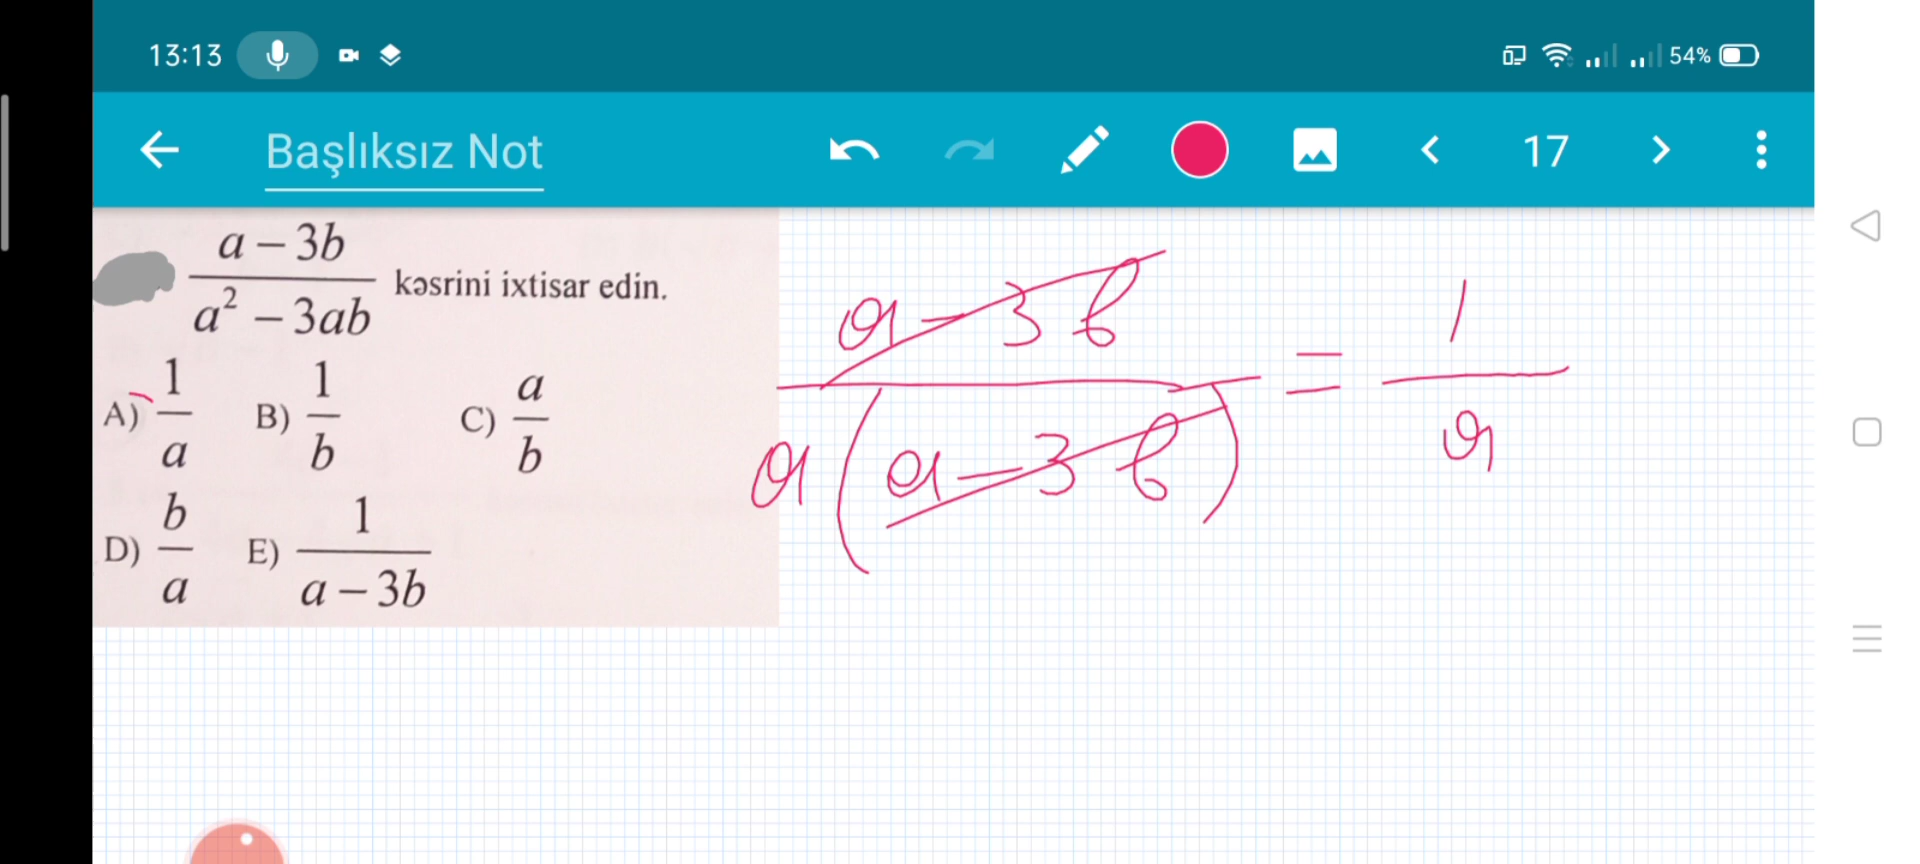 13:13 54%
Başlıksız Not 17
a – 3b / a² – 3ab kəsrini ixtisar edin.
A) 1/a B) 1/b C) a/b
D) b/a E) 1/(a – 3b)
a – 3b / a(a – 3b) = 1/a